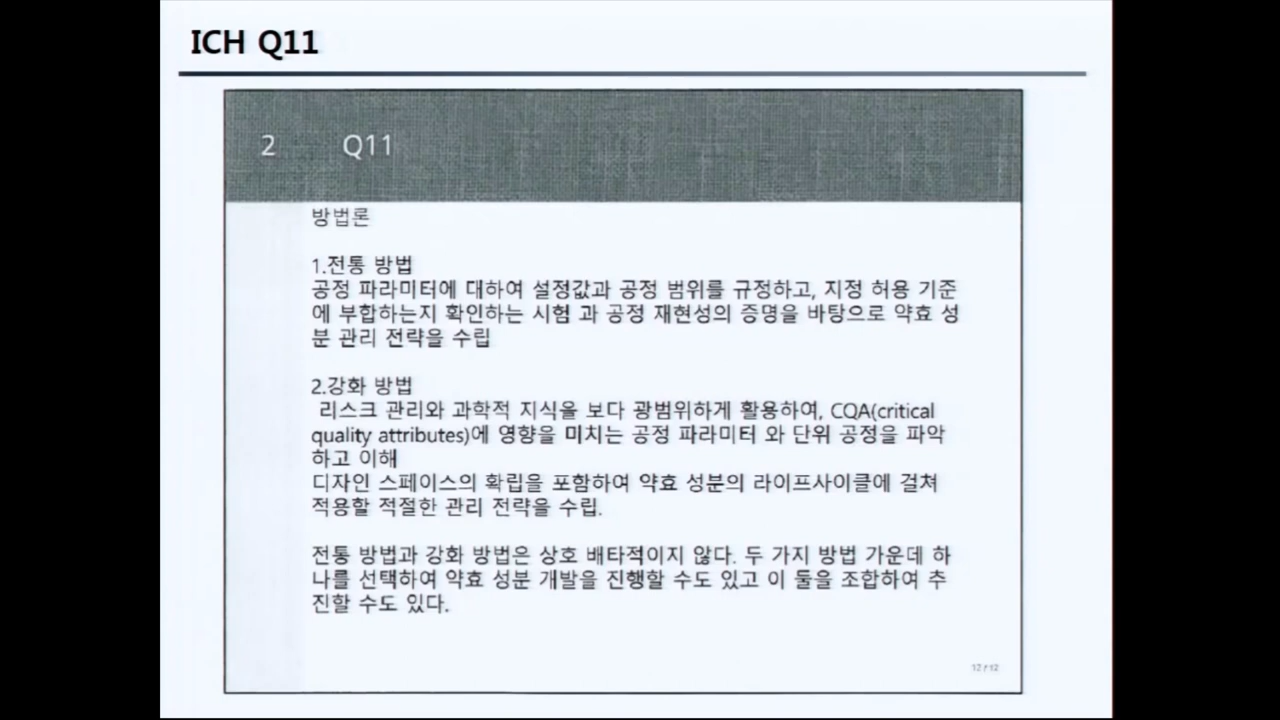 ICH Q11
2 Q11
방법론
1.전통 방법
공정 파라미터에 대하여 설정값과 공정 범위를 규정하고, 지정 허용 기준
에 부합하는지 확인하는 시험 과 공정 재현성의 증명을 바탕으로 약효 성
분 관리 전략을 수립
2.강화 방법
리스크 관리와 과학적 지식을 보다 광범위하게 활용하여, CQA(critical
quality attributes)에 영향을 미치는 공정 파라미터 와 단위 공정을 파악
하고 이해
디자인 스페이스의 확립을 포함하여 약효 성분의 라이프사이클에 걸쳐
적용할 적절한 관리 전략을 수립.
전통 방법과 강화 방법은 상호 배타적이지 않다. 두 가지 방법 가운데 하
나를 선택하여 약효 성분 개발을 진행할 수도 있고 이 둘을 조합하여 추
진할 수도 있다.
12 / 12